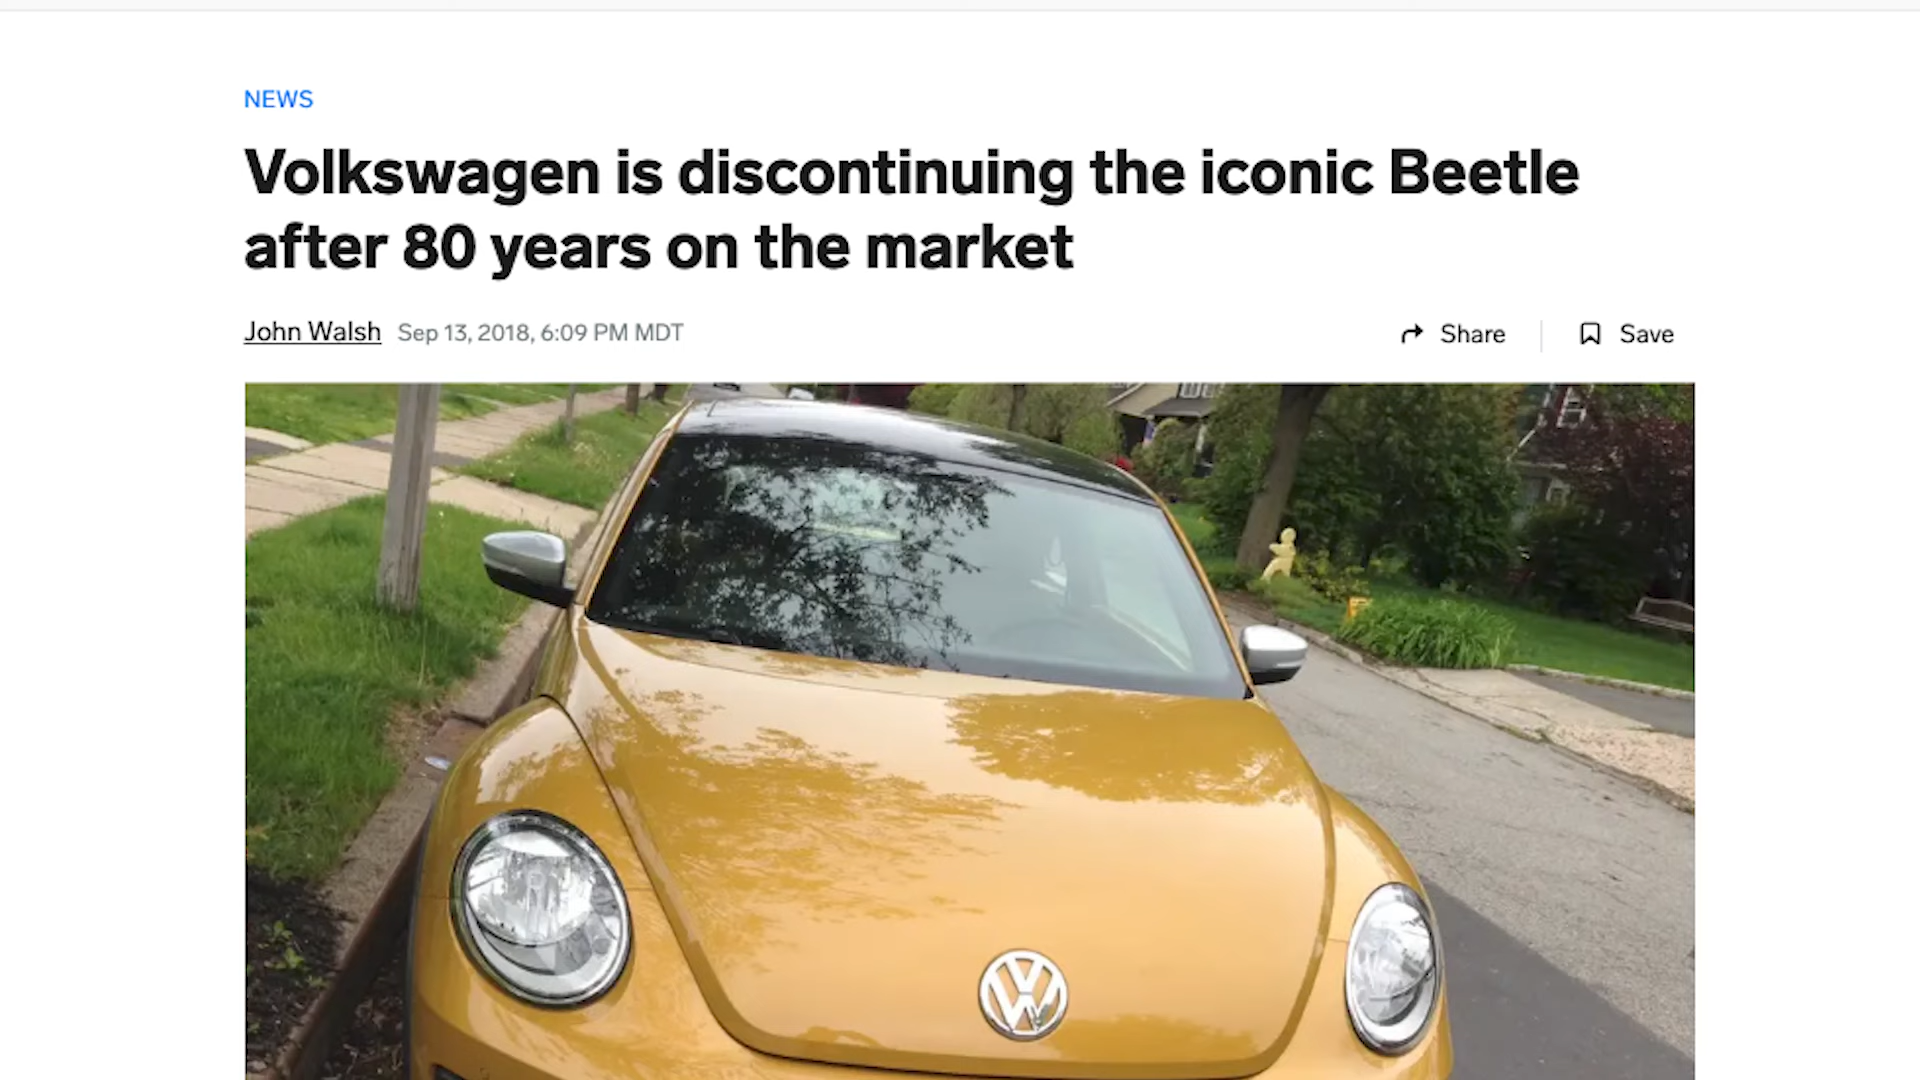 NEWS
Volkswagen is discontinuing the iconic Beetle
after 80 years on the market
John Walsh Sep 13, 2018, 6:09 PM MDT
Share
Save